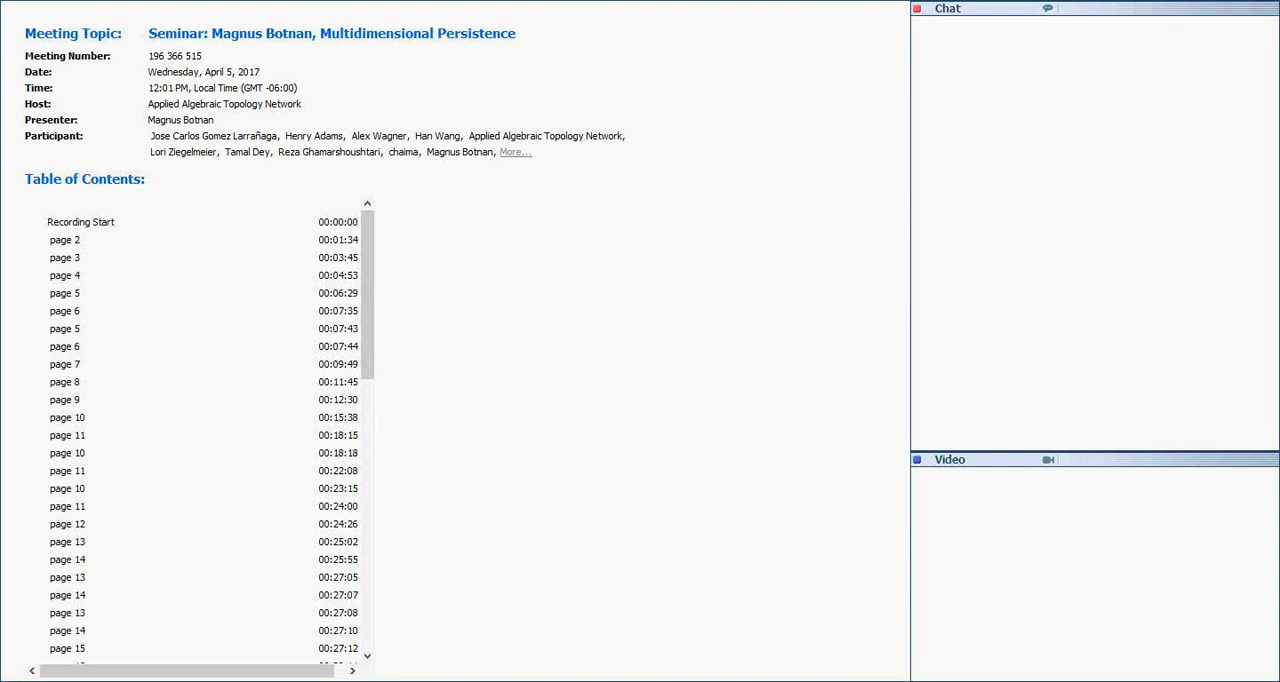 Meeting Topic: Seminar: Magnus Botnan, Multidimensional Persistence
Meeting Number: 196 366 515
Date: Wednesday, April 5, 2017
Time: 12:01 PM, Local Time (GMT -06:00)
Host: Applied Algebraic Topology Network
Presenter: Magnus Botnan
Participant: Jose Carlos Gomez Larrañaga, Henry Adams, Alex Wagner, Han Wang, Applied Algebraic Topology Network,
Lori Ziegelmeier, Tamal Dey, Reza Ghamarshoushtari, chaima, Magnus Botnan, More...
Table of Contents:
Recording Start 00:00:00
page 2 00:01:34
page 3 00:03:45
page 4 00:04:53
page 5 00:06:29
page 6 00:07:35
page 5 00:07:43
page 6 00:07:44
page 7 00:09:49
page 8 00:11:45
page 9 00:12:30
page 10 00:15:38
page 11 00:18:15
page 10 00:18:18
page 11 00:22:08
page 10 00:23:15
page 11 00:24:00
page 12 00:24:26
page 13 00:25:02
page 14 00:25:55
page 13 00:27:05
page 14 00:27:07
page 13 00:27:08
page 14 00:27:10
page 15 00:27:12
Chat
Video